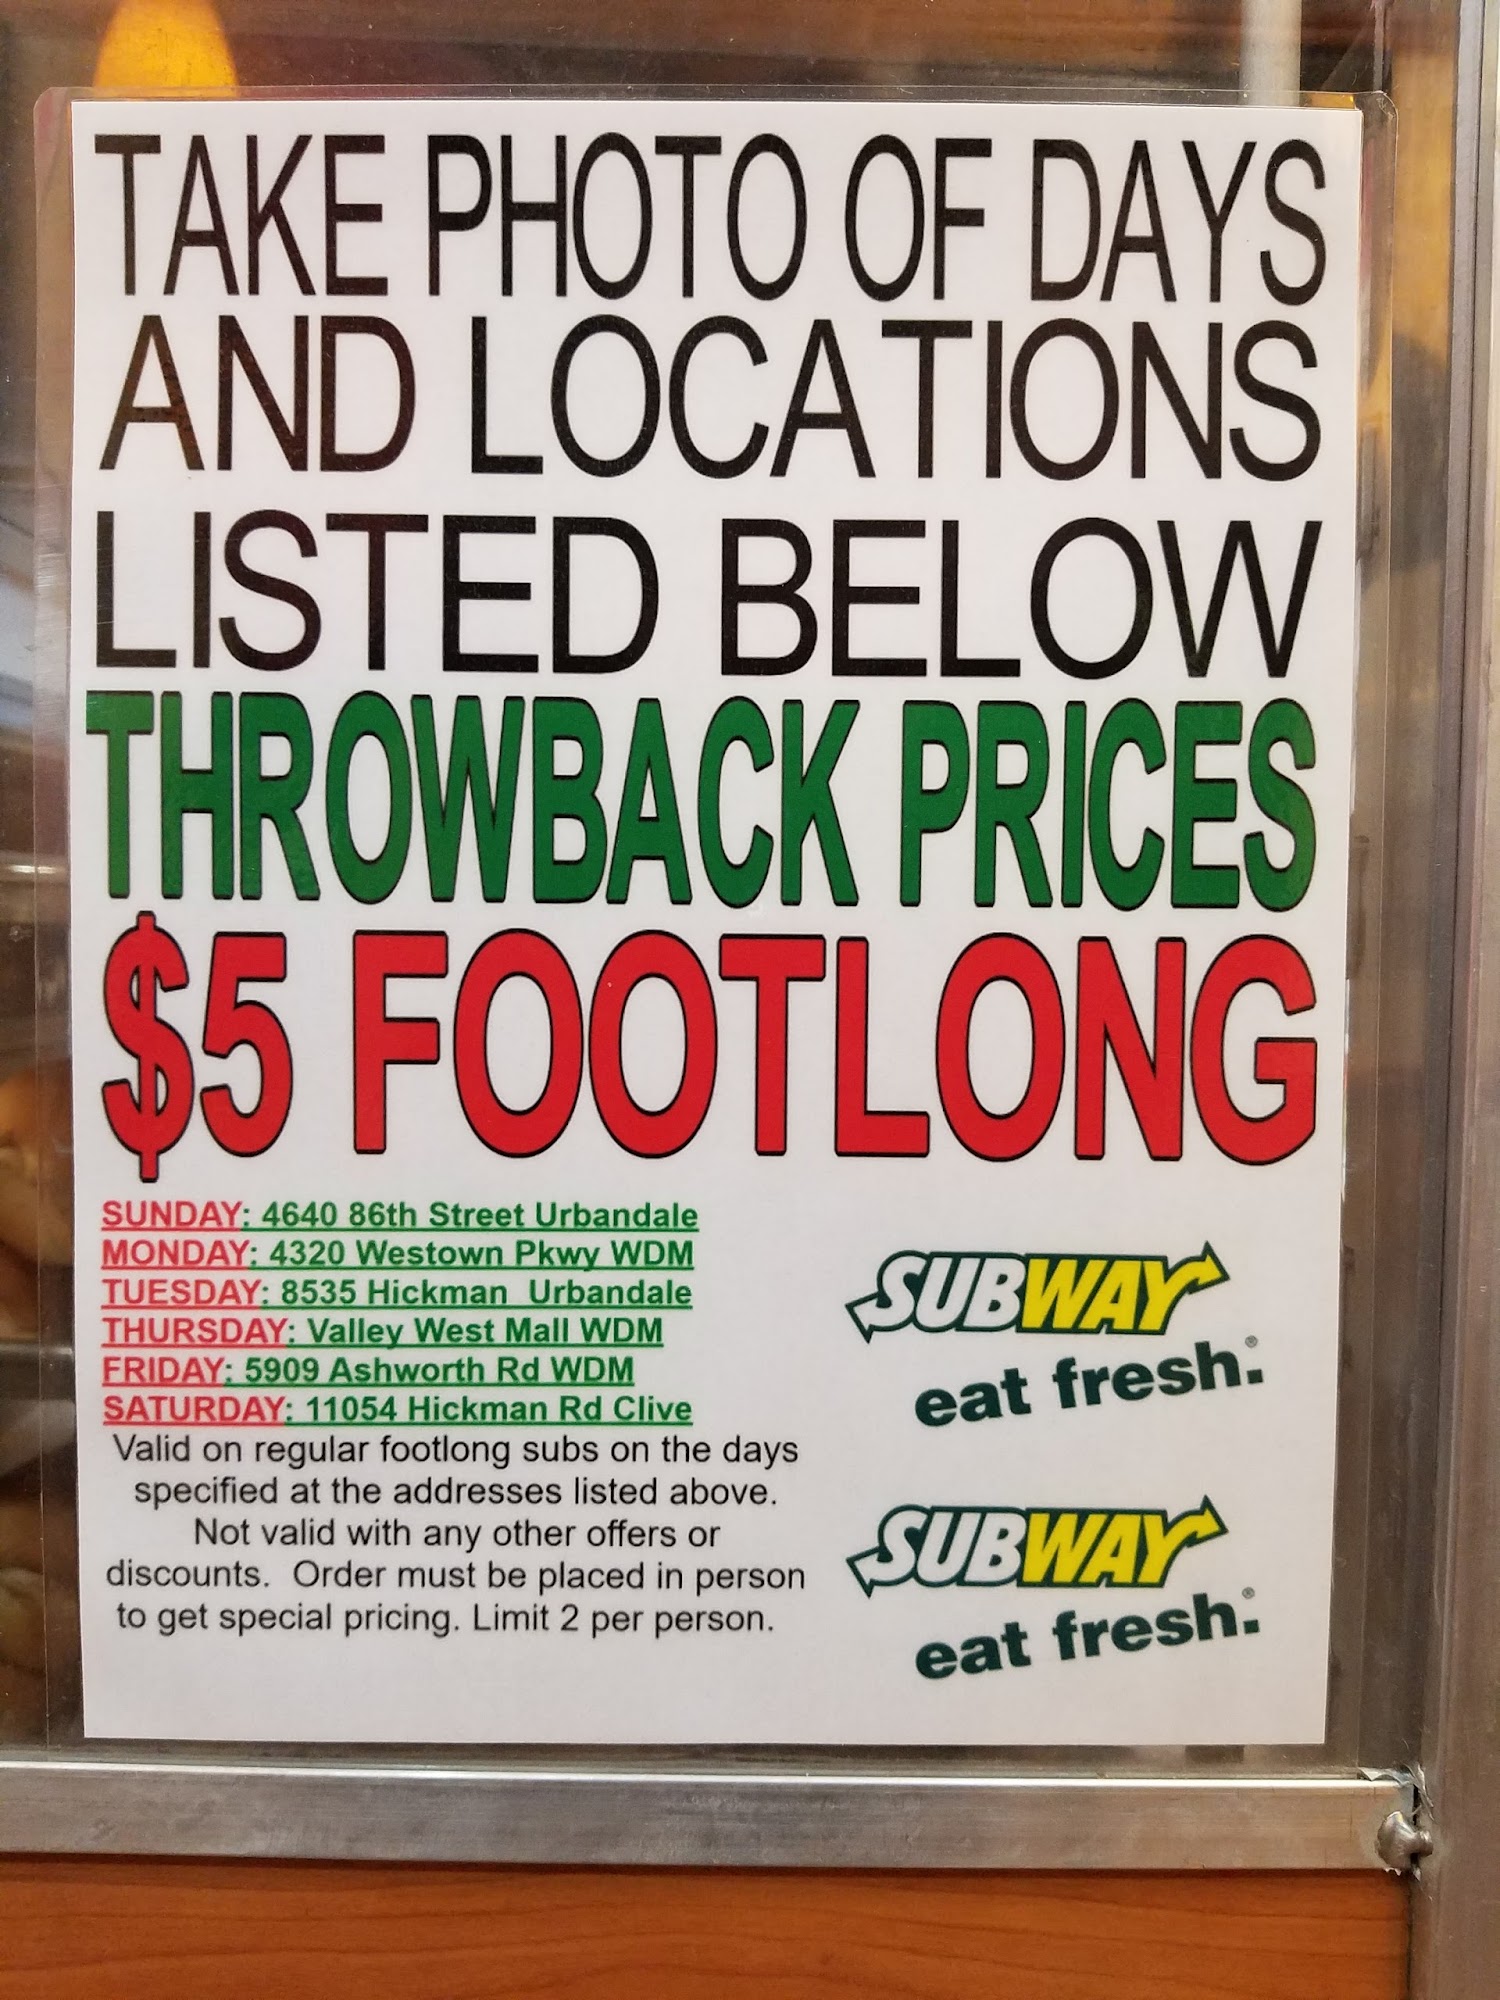 TAKE PHOTO OF DAYS
AND LOCATIONS
LISTED BELOW
THROWBACK PRICES
$5 FOOTLONG
SUNDAY: 4640 86th Street Urbandale
MONDAY: 4320 Westown Pkwy WDM
TUESDAY: 8535 Hickman  Urbandale
THURSDAY: Valley West Mall WDM
FRIDAY: 5909 Ashworth Rd WDM
SATURDAY: 11054 Hickman Rd Clive
Valid on regular footlong subs on the days
specified at the addresses listed above.
Not valid with any other offers or
discounts.  Order must be placed in person
to get special pricing. Limit 2 per person.
SUBWAY
eat fresh.®
SUBWAY
eat fresh.®